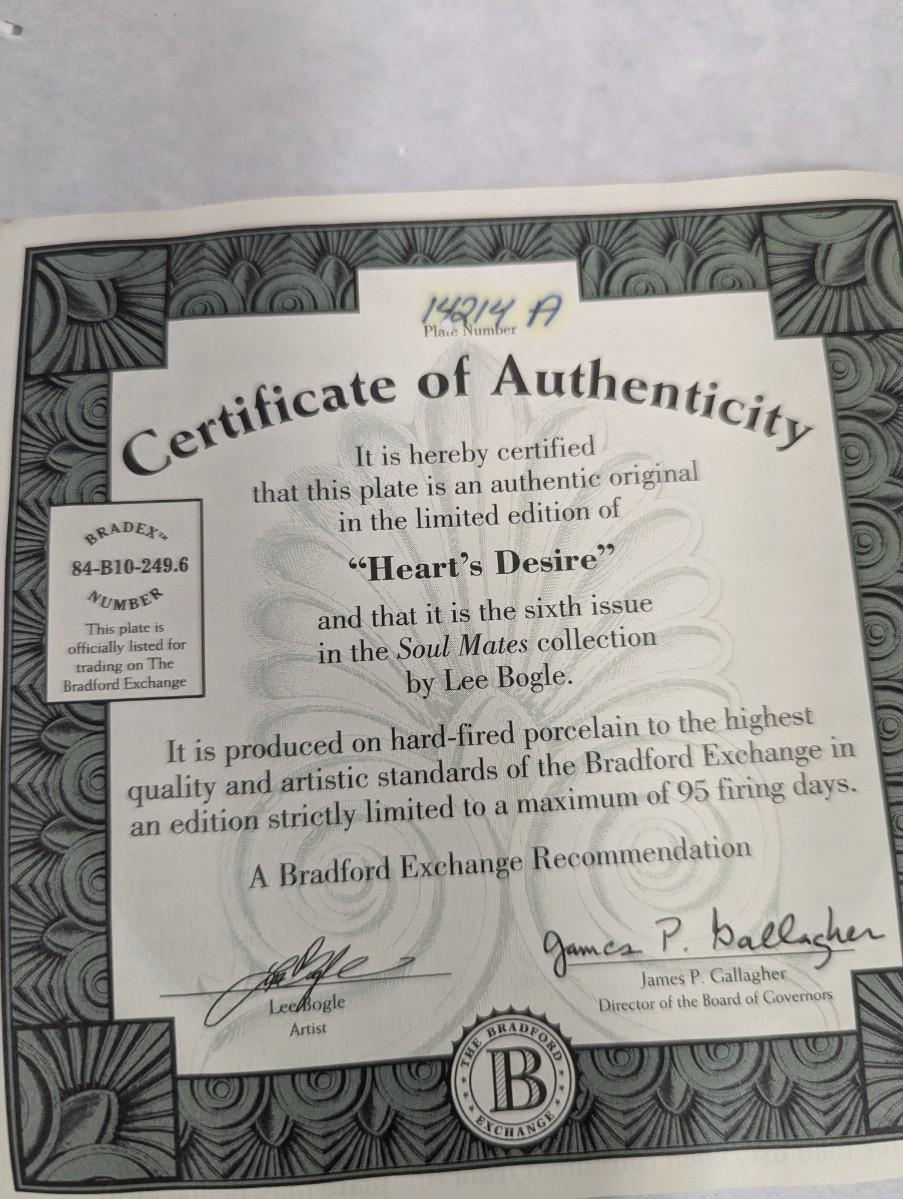 14214 A
Plate Number
Certificate of Authenticity
It is hereby certified
that this plate is an authentic original
in the limited edition of
“Heart’s Desire”
and that it is the sixth issue
in the Soul Mates collection
by Lee Bogle.
BRADEX™
84-B10-249.6
NUMBER
This plate is
officially listed for
trading on The
Bradford Exchange
It is produced on hard-fired porcelain to the highest
quality and artistic standards of the Bradford Exchange in
an edition strictly limited to a maximum of 95 firing days.
A Bradford Exchange Recommendation
Lee Bogle
Lee Bogle
Artist
James P. Gallagher
James P. Gallagher
Director of the Board of Governors
THE BRADFORD
B
EXCHANGE